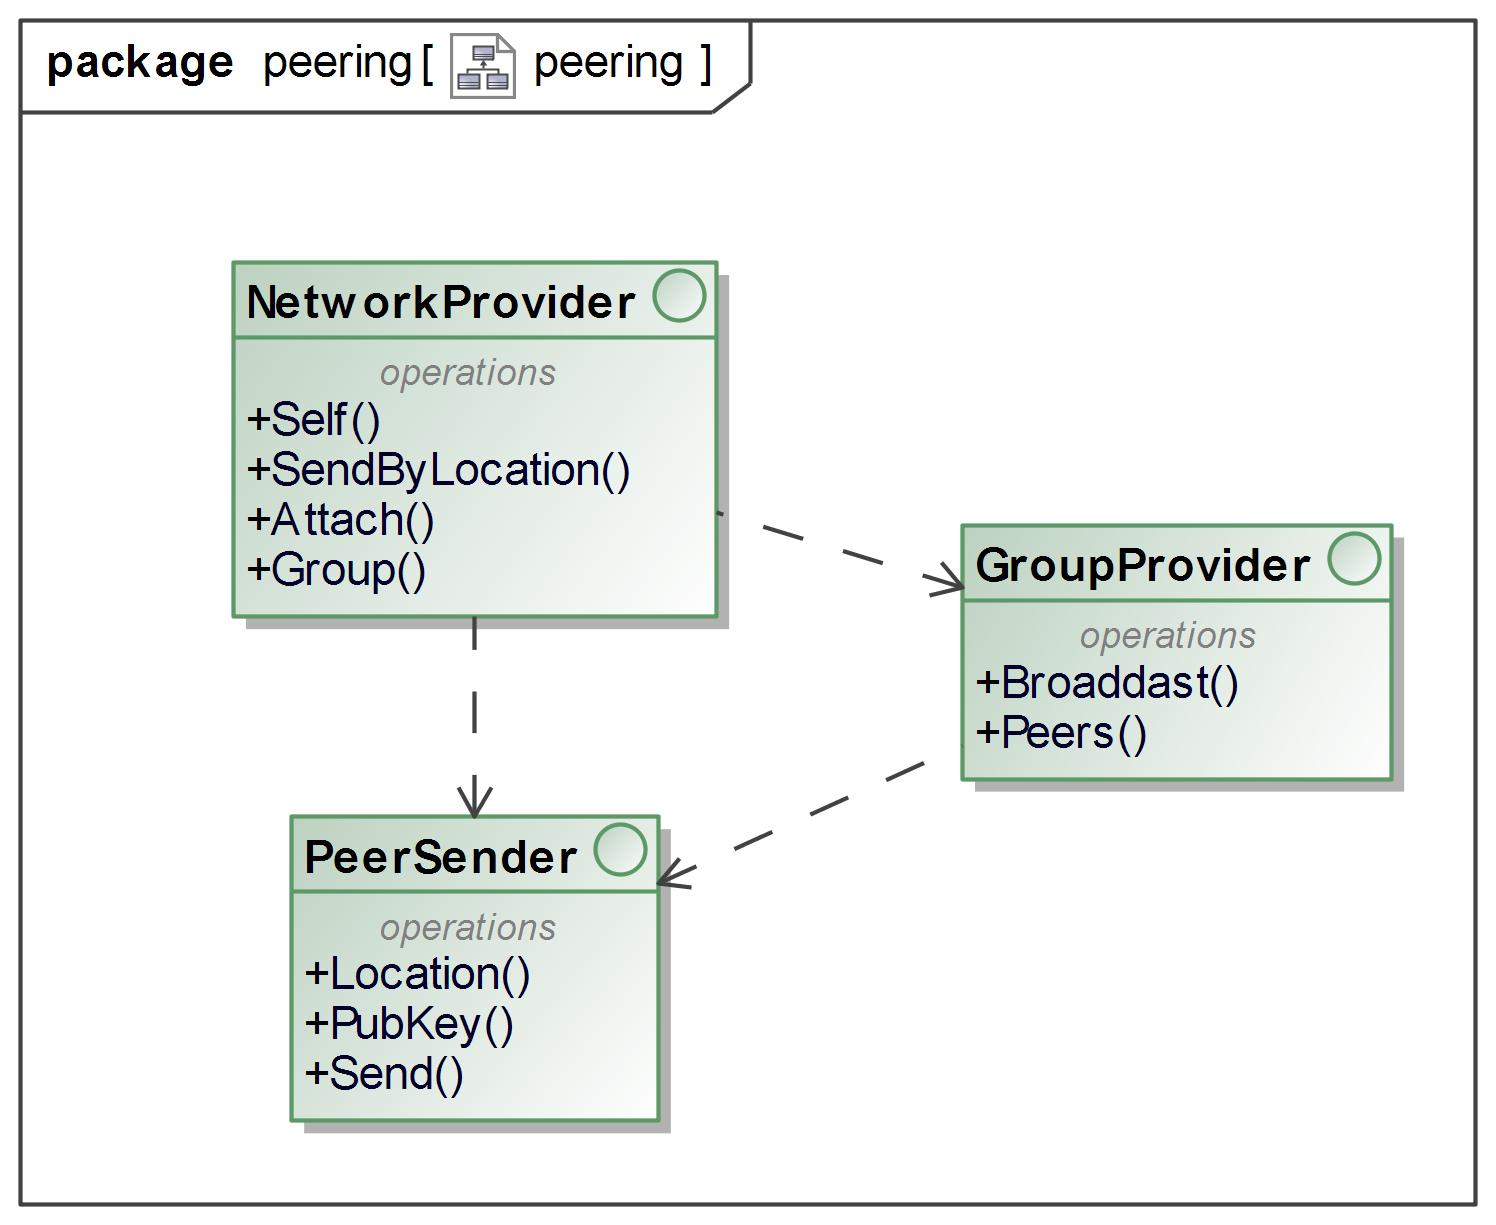 package peering[ peering ]
NetworkProvider
operations
+Self()
+SendByLocation()
+Attach()
+Group()
GroupProvider
operations
+Broaddast()
+Peers()
PeerSender
operations
+Location()
+PubKey()
+Send()